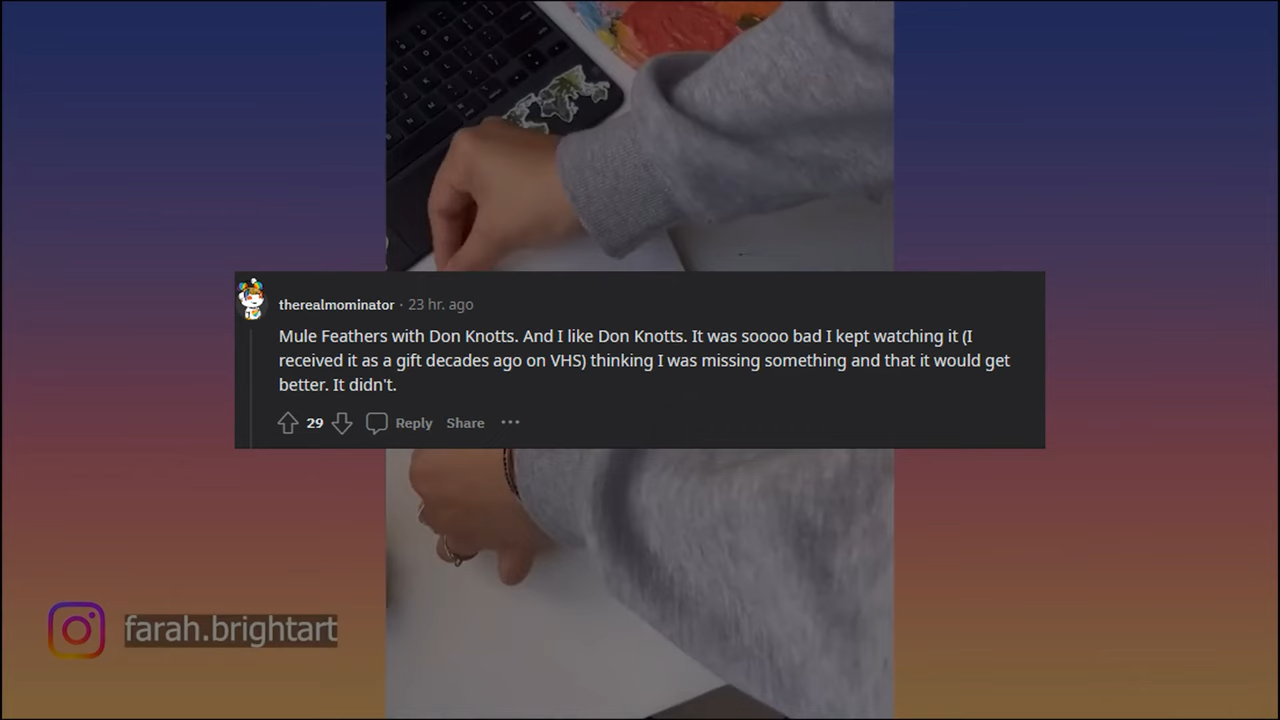 therealmominator · 23 hr. ago
Mule Feathers with Don Knotts. And I like Don Knotts. It was soooo bad I kept watching it (I
received it as a gift decades ago on VHS) thinking I was missing something and that it would get
better. It didn't.
29 Reply Share ···
farah.brightart